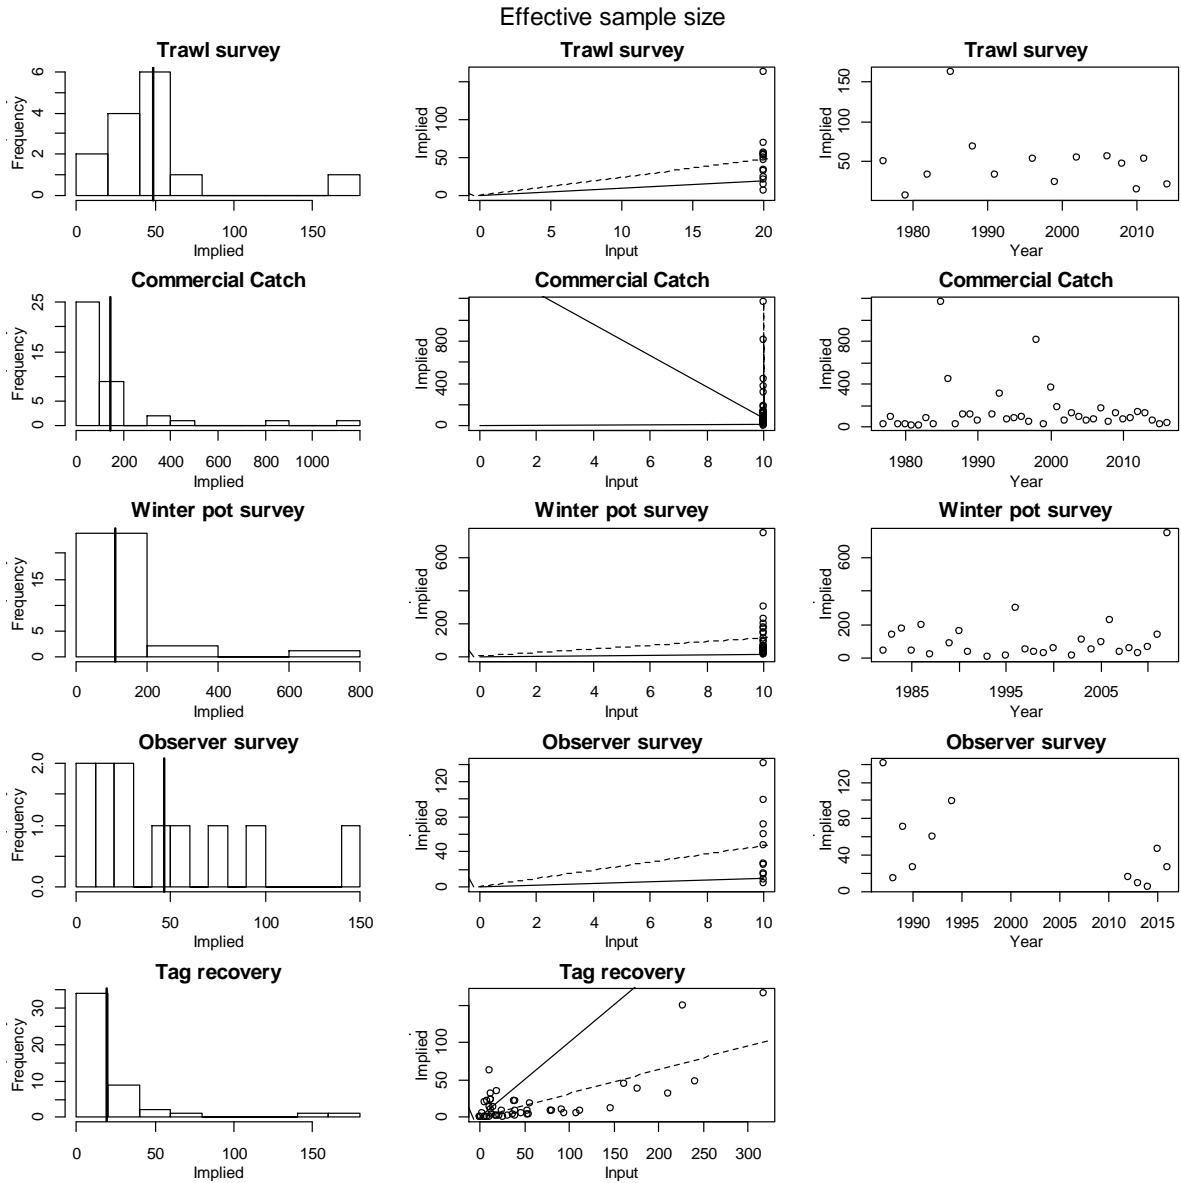 Effective sample size
Trawl survey
Frequency
0 2 4 6
0 50 100 150
Implied
Trawl survey
Implied
0 50 100
0 5 10 15 20
Input
Trawl survey
Implied
50 100 150
1980 1990 2000 2010
Year
Commercial Catch
Frequency
0 5 15 25
0 200 400 600 800 1000
Implied
Commercial Catch
Implied
0 400 800
0 2 4 6 8 10
Input
Commercial Catch
Implied
0 400 800
1980 1990 2000 2010
Year
Winter pot survey
Frequency
0 5 15
0 200 400 600 800
Implied
Winter pot survey
Implied
0 200 600
0 2 4 6 8 10
Input
Winter pot survey
Implied
0 200 600
1985 1995 2005
Year
Observer survey
Frequency
0.0 1.0 2.0
0 50 100 150
Implied
Observer survey
Implied
0 40 80 120
0 2 4 6 8 10
Input
Observer survey
Implied
0 40 80 120
1990 1995 2000 2005 2010 2015
Year
Tag recovery
Frequency
0 10 20 30
0 50 100 150
Implied
Tag recovery
Implied
0 50 100
0 50 100 150 200 250 300
Input